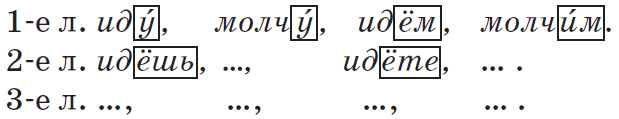 1-е л. иду́, молчу́, идём, молчи́м.
2-е л. идёшь, ..., идёте, ... .
3-е л. ..., ..., ..., ... .